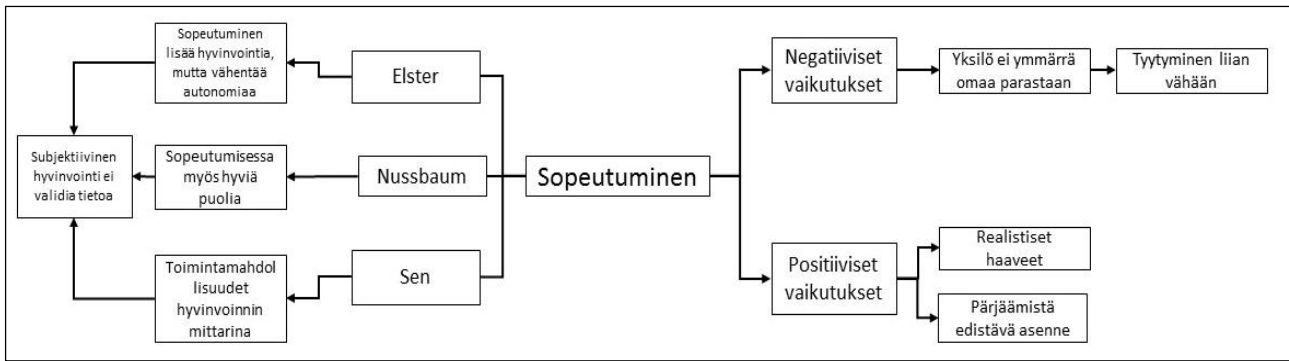 Sopeutuminen
lisää hyvinvointia,
mutta vähentää
autonomiaa
Elster
Subjektiivinen
hyvinvointi ei
validia tietoa
Sopeutumisessa
myös hyviä
puolia
Nussbaum
Toimintamahdol
lisuudet
hyvinvoinnin
mittarina
Sen
Sopeutuminen
Negatiiviset
vaikutukset
Yksilö ei ymmärrä
omaa parastaan
Tyytyminen liian
vähään
Positiiviset
vaikutukset
Realistiset
haaveet
Pärjäämistä
edistävä asenne